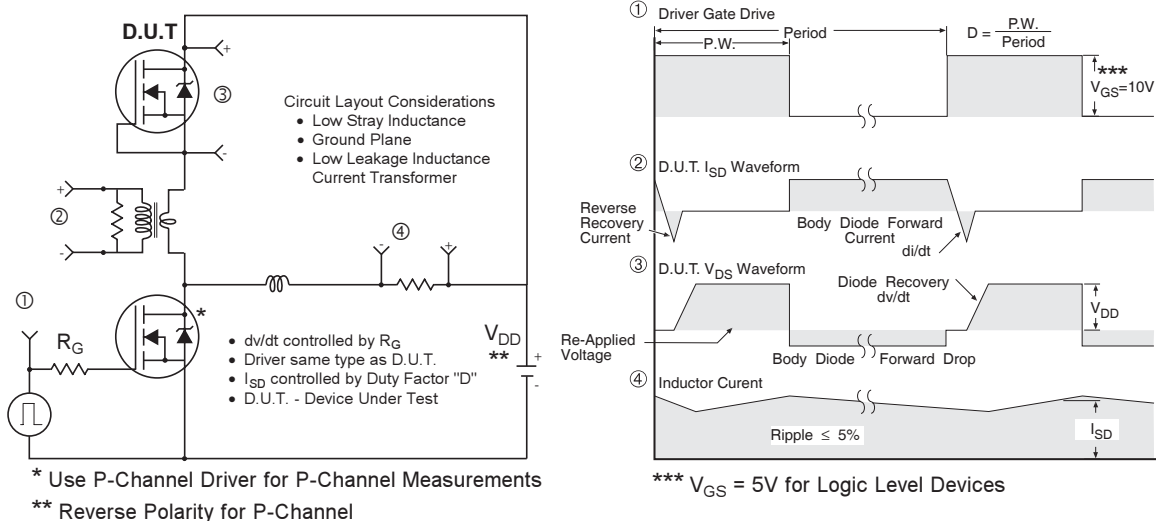 D.U.T
+
③
-
Circuit Layout Considerations
• Low Stray Inductance
• Ground Plane
• Low Leakage Inductance
Current Transformer
+
②
-
④
-
+
①
R_G
*
• dv/dt controlled by R_G
• Driver same type as D.U.T.
• I_SD controlled by Duty Factor "D"
• D.U.T. - Device Under Test
V_DD
**
+
-
* Use P-Channel Driver for P-Channel Measurements
** Reverse Polarity for P-Channel
① Driver Gate Drive
P.W.
Period
D = P.W. / Period
***
V_GS=10V
② D.U.T. I_SD Waveform
Reverse
Recovery
Current
Body Diode Forward
Current
di/dt
③ D.U.T. V_DS Waveform
Diode Recovery
dv/dt
V_DD
Re-Applied
Voltage
Body Diode Forward Drop
④ Inductor Curent
Ripple ≤ 5%
I_SD
*** V_GS = 5V for Logic Level Devices